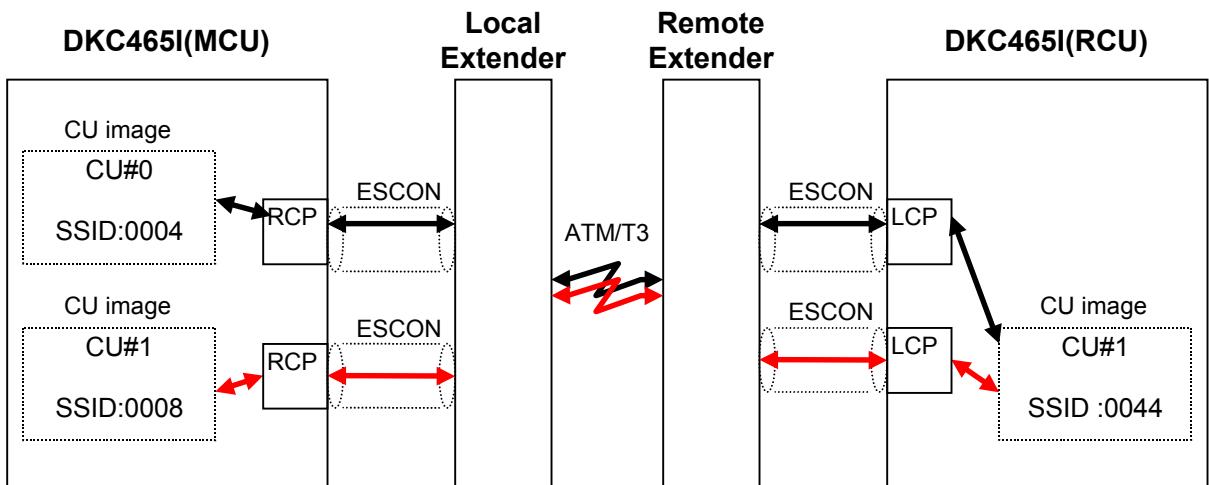 DKC465I(MCU)
Local
Extender
Remote
Extender
DKC465I(RCU)
CU image
CU#0
SSID:0004
RCP
ESCON
CU image
CU#1
SSID:0008
RCP
ESCON
ATM/T3
ESCON
LCP
ESCON
LCP
CU image
CU#1
SSID :0044